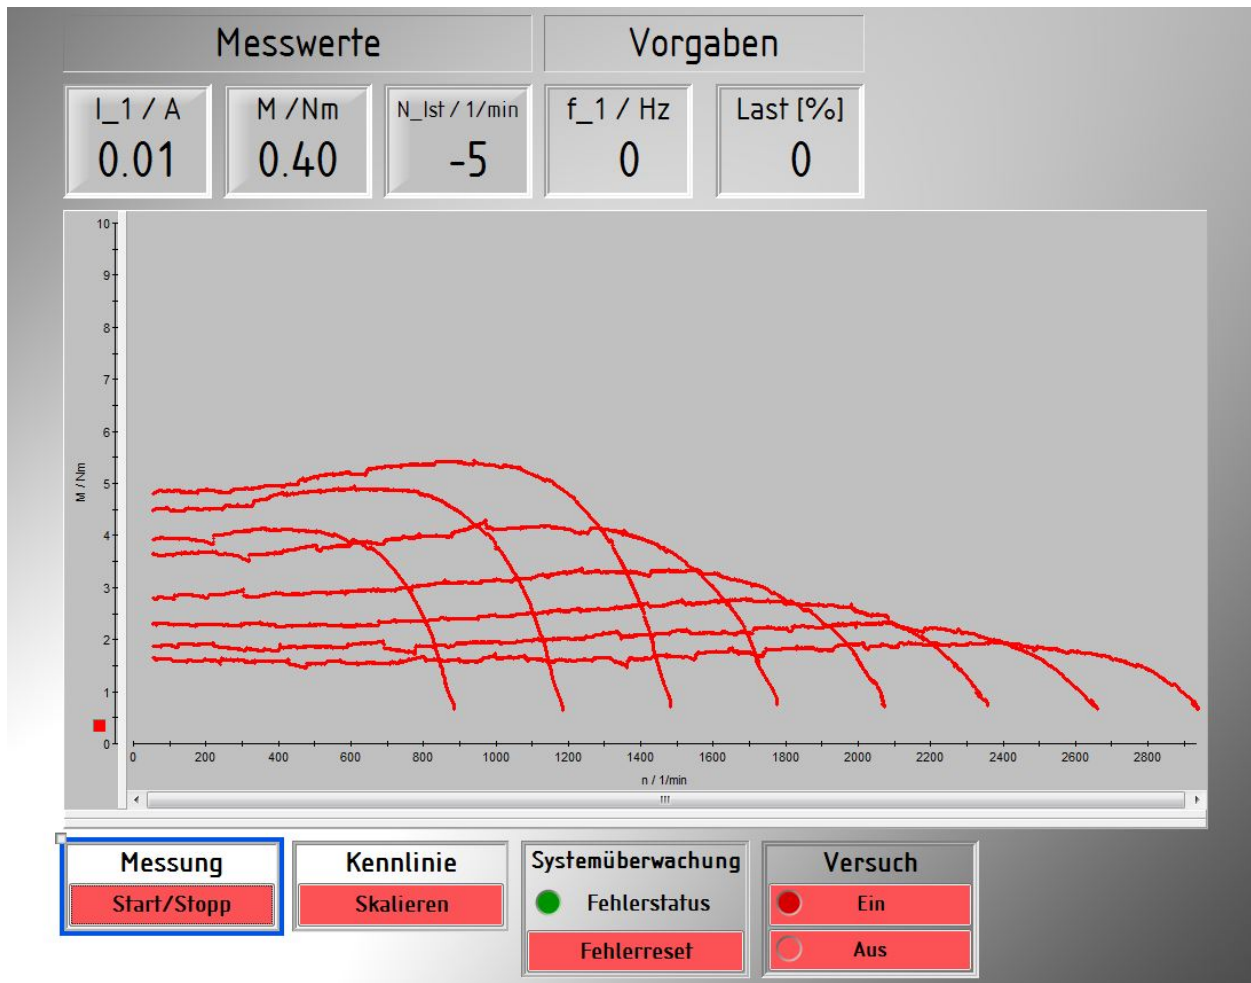 Messwerte
Vorgaben
I_1 / A
M /Nm
N_Ist / 1/min
f_1 / Hz
Last [%]
0.01
0.40
-5
0
0
10
9
8
7
6
5
4
3
2
1
0
M / Nm
0 200 400 600 800 1000 1200 1400 1600 1800 2000 2200 2400 2600 2800
n / 1/min
Messung
Start/Stopp
Kennlinie
Skalieren
Systemüberwachung
Fehlerstatus
Fehlerreset
Versuch
Ein
Aus